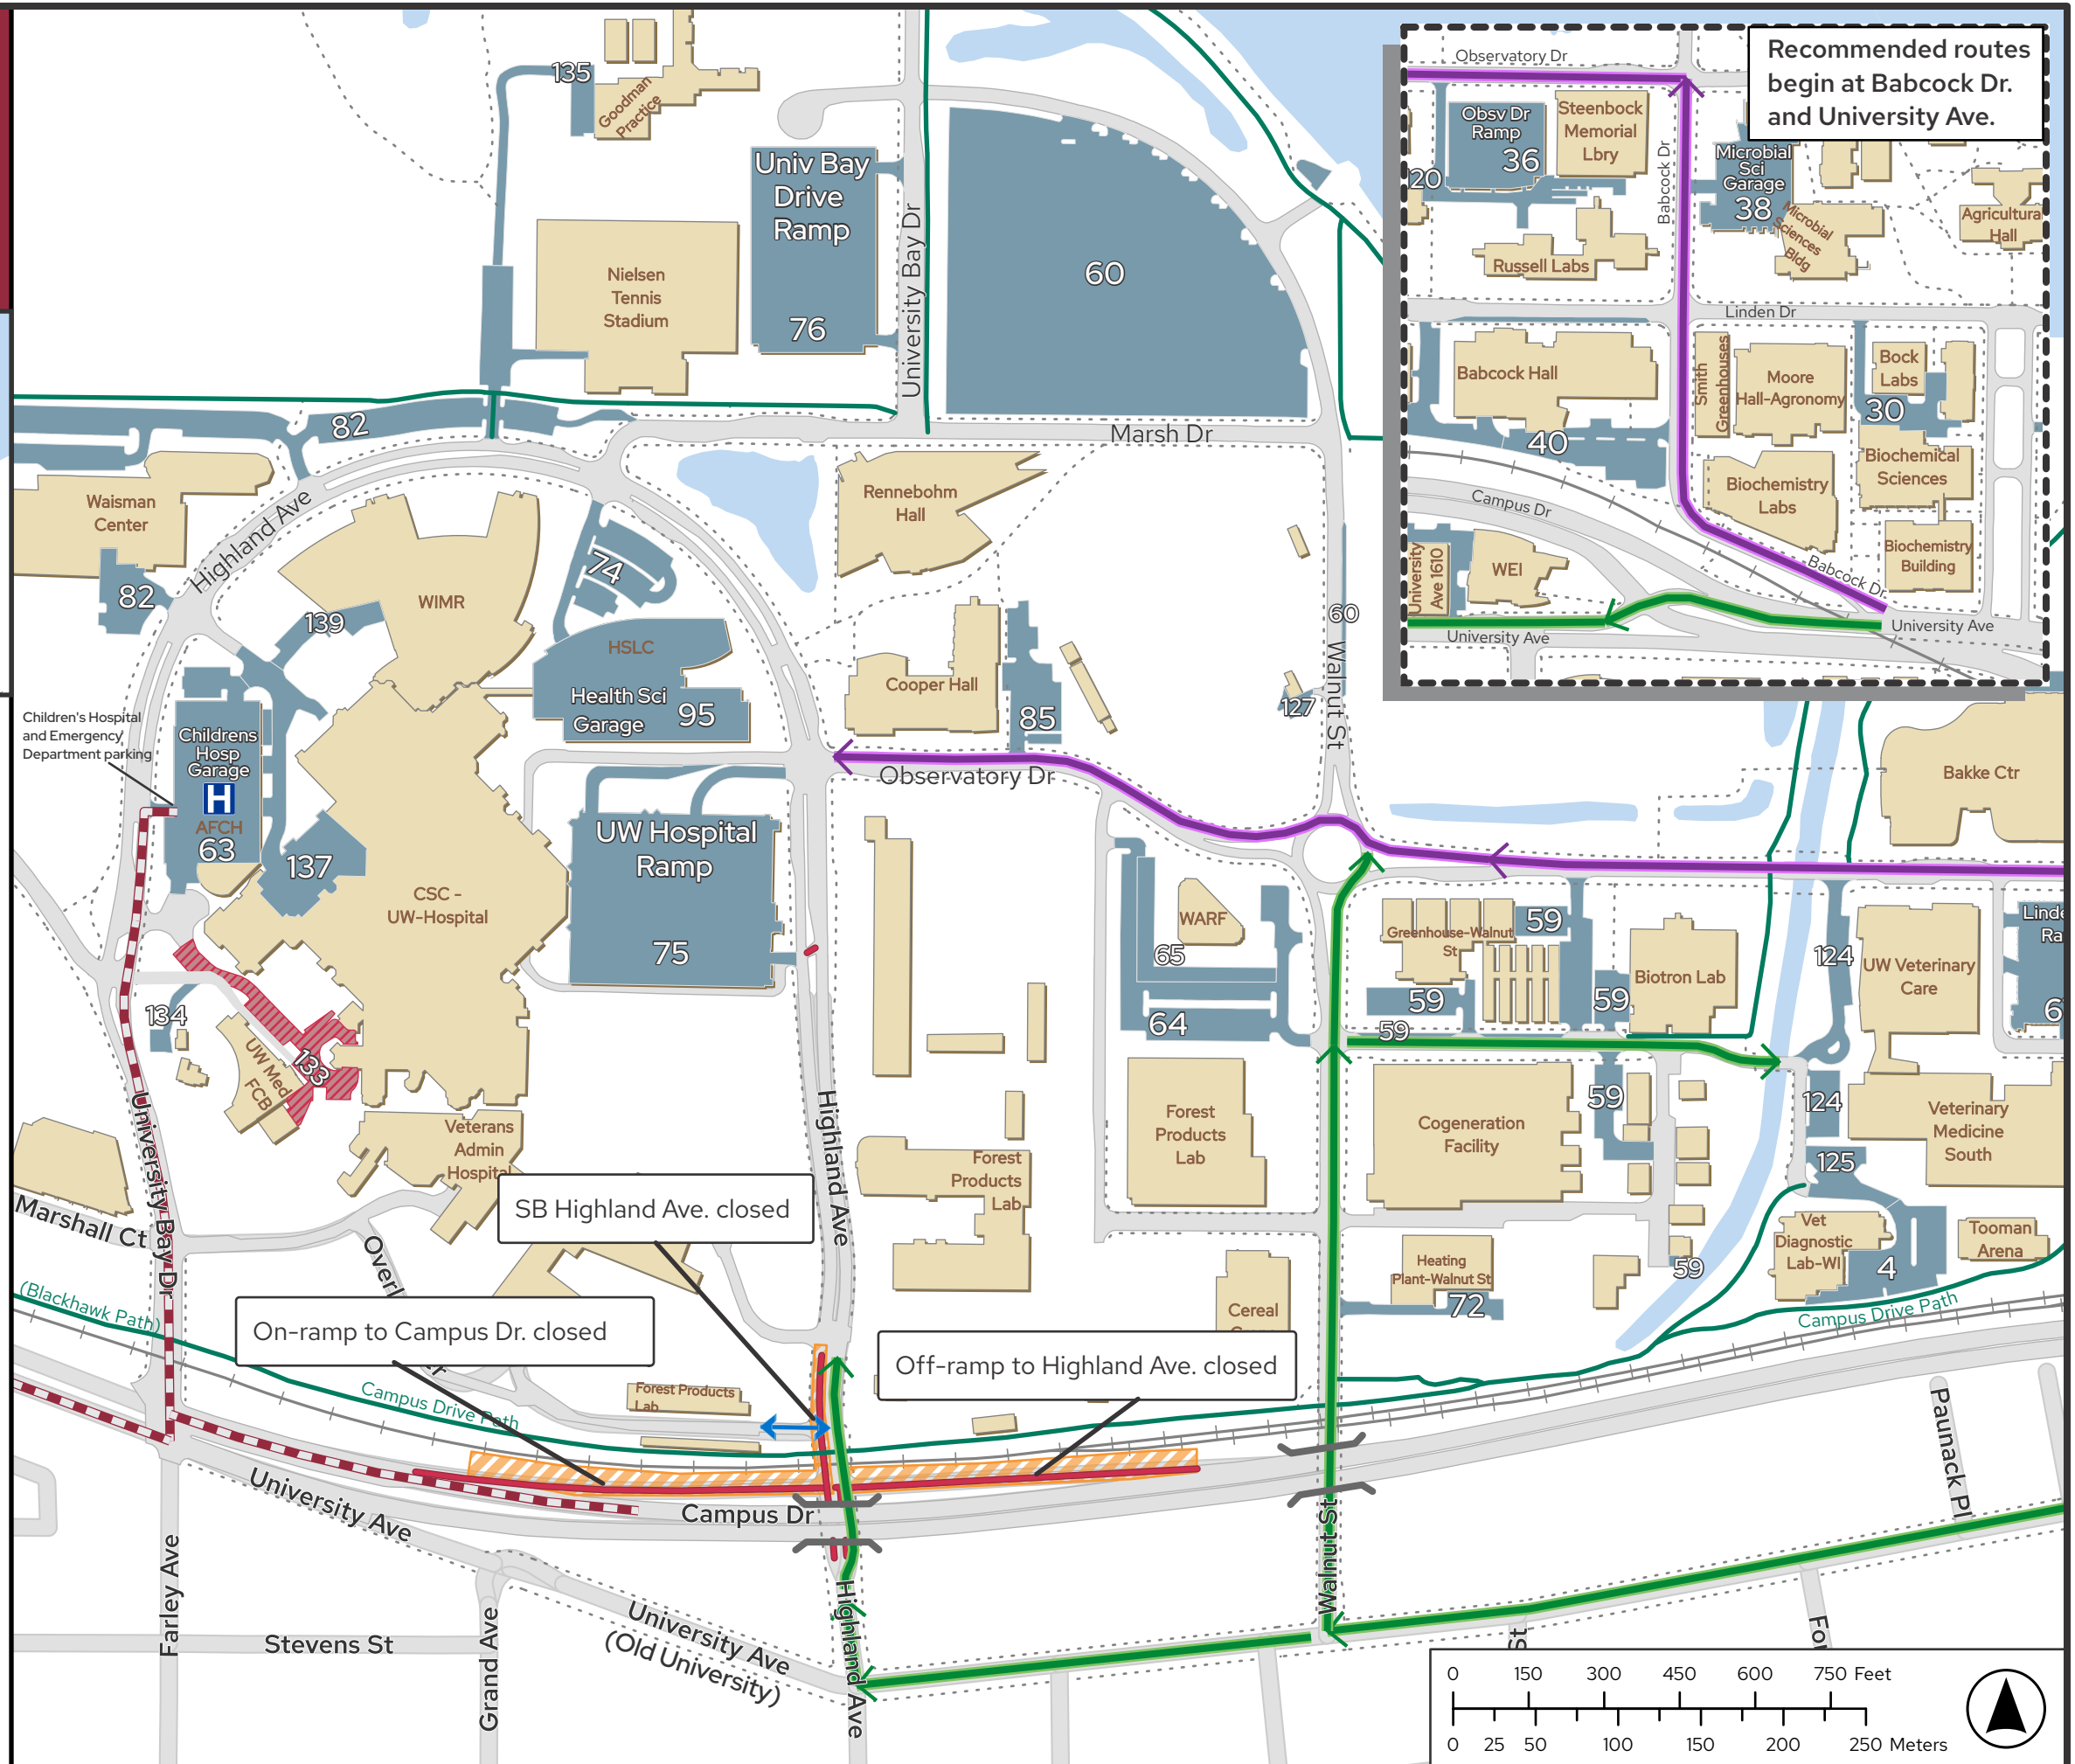 135
Goodman
Practice
Univ Bay
Drive
Ramp
76
Nielsen
Tennis
Stadium
University Bay Dr
60
Marsh Dr
82
Waisman
Center
82
Highland Ave
139
WIMR
74
HSLC
Health Sci
Garage
95
Rennebohm
Hall
Cooper Hall
85
60
Walnut St
127
Children's Hospital
and Emergency
Department parking
Childrens
Hosp
Garage
H
AFCH
63
137
CSC -
UW-Hospital
UW Hospital
Ramp
75
Observatory Dr
134
133
UW Med
FCB
Veterans
Admin
Hospital
University Bay Dr
Marshall Ct
Highland Ave
WARF
65
64
Forest
Products
Lab
Forest
Products
Lab
Greenhouse-Walnut
St
59
59
59
59
59
59
Biotron Lab
Cogeneration
Facility
Heating
Plant-Walnut St
72
Cereal
124
UW Veterinary
Care
124
125
Veterinary
Medicine
South
Vet
Diagnostic
Lab-WI
4
Tooman
Arena
Bakke Ctr
Linde
Ra
6
Campus Drive Path
SB Highland Ave. closed
On-ramp to Campus Dr. closed
Off-ramp to Highland Ave. closed
Overl
r
(Blackhawk Path)
Campus Drive Path
Forest Products
Lab
Campus Dr
University Ave
Farley Ave
Stevens St
Grand Ave
University Ave
(Old University)
Highland Ave
Walnut St
Paunack Pl
St
For
0 150 300 450 600 750 Feet
0 25 50 100 150 200 250 Meters
Recommended routes
begin at Babcock Dr.
and University Ave.
Observatory Dr
Obsv Dr
Ramp
36
Steenbock
Memorial
Lbry
20
Babcock Dr
Microbial
Sci
Garage
38
Microbial
Sciences
Bldg
Agricultura
Hall
Russell Labs
Linden Dr
Babcock Hall
Smith
Greenhouses
Moore
Hall-Agronomy
Bock
Labs
30
40
Biochemical
Sciences
Biochemistry
Labs
Biochemistry
Building
Campus Dr
University
Ave 1610
WEI
Babcock Dr
University Ave
University Ave